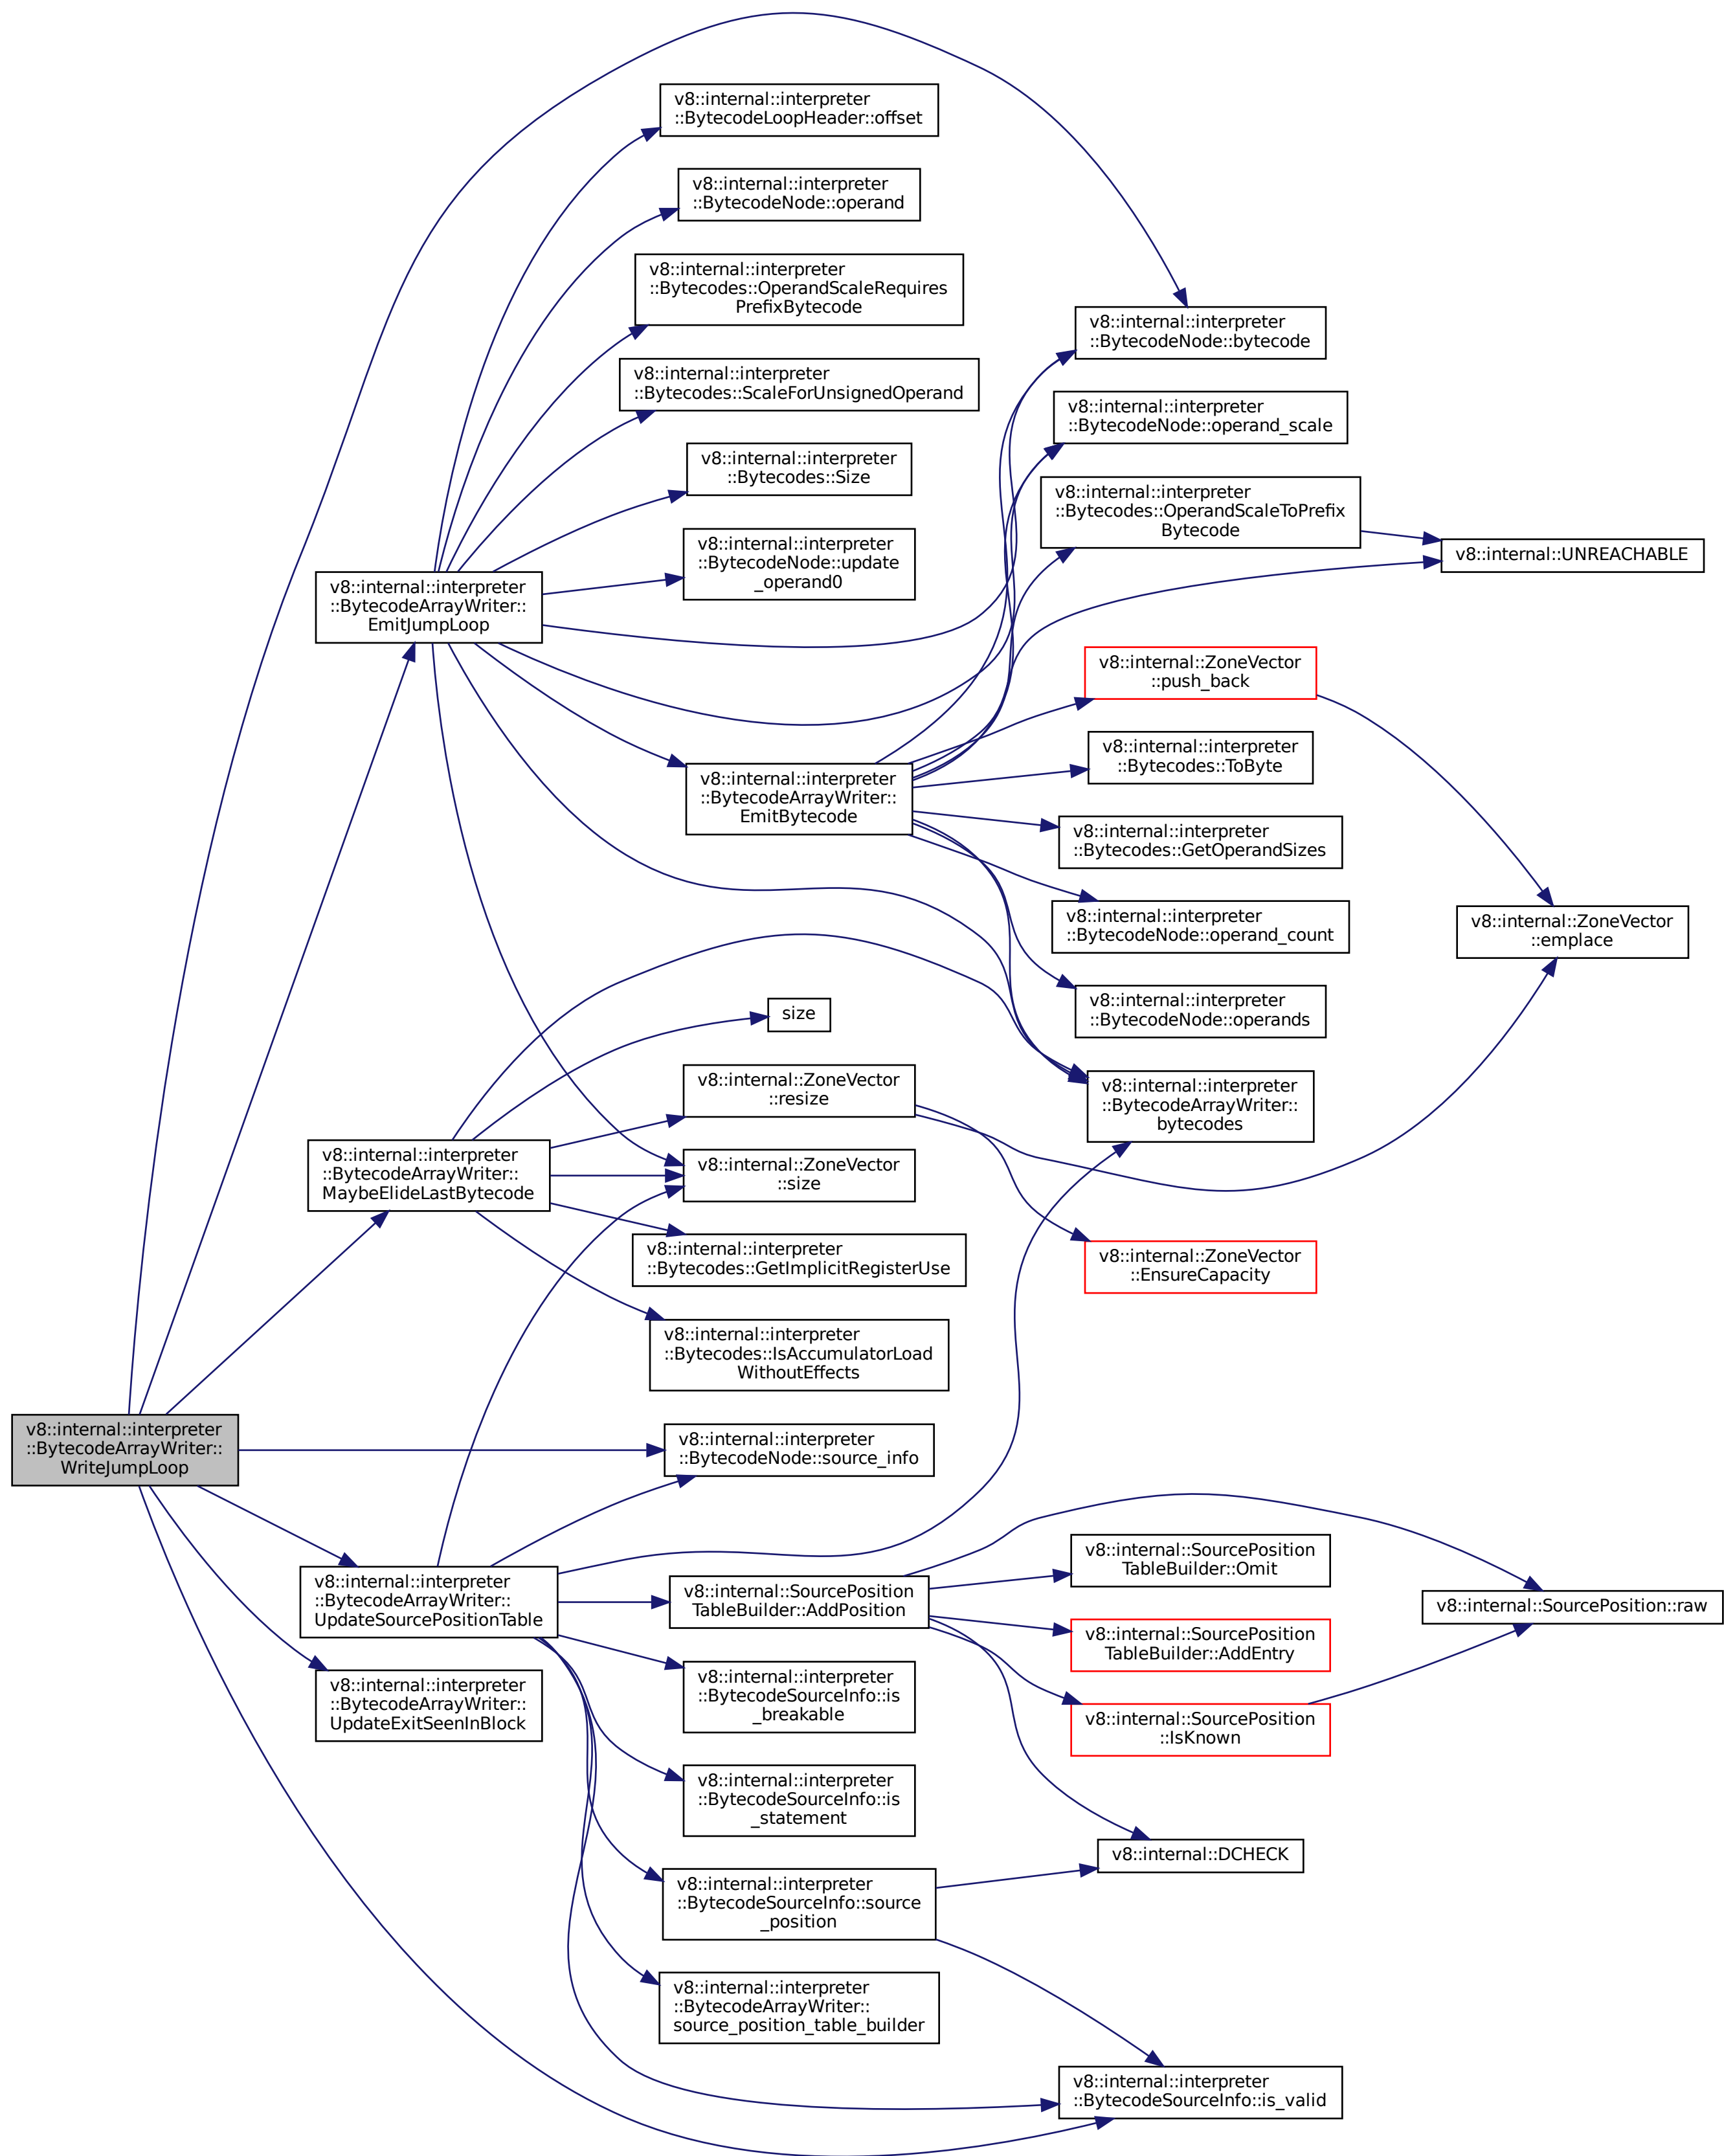 v8::internal::interpreter
::BytecodeLoopHeader::offset
v8::internal::interpreter
::BytecodeNode::operand
v8::internal::interpreter
::Bytecodes::OperandScaleRequires
PrefixBytecode
v8::internal::interpreter
::Bytecodes::ScaleForUnsignedOperand
v8::internal::interpreter
::Bytecodes::Size
v8::internal::interpreter
::BytecodeNode::update
_operand0
v8::internal::interpreter
::BytecodeArrayWriter::
EmitJumpLoop
v8::internal::interpreter
::BytecodeNode::bytecode
v8::internal::interpreter
::BytecodeNode::operand_scale
v8::internal::interpreter
::Bytecodes::OperandScaleToPrefix
Bytecode
v8::internal::UNREACHABLE
v8::internal::ZoneVector
::push_back
v8::internal::interpreter
::Bytecodes::ToByte
v8::internal::interpreter
::BytecodeArrayWriter::
EmitBytecode
v8::internal::interpreter
::Bytecodes::GetOperandSizes
v8::internal::interpreter
::BytecodeNode::operand_count
v8::internal::ZoneVector
::emplace
v8::internal::interpreter
::BytecodeNode::operands
size
v8::internal::ZoneVector
::resize
v8::internal::interpreter
::BytecodeArrayWriter::
bytecodes
v8::internal::interpreter
::BytecodeArrayWriter::
MaybeElideLastBytecode
v8::internal::ZoneVector
::size
v8::internal::interpreter
::Bytecodes::GetImplicitRegisterUse
v8::internal::ZoneVector
::EnsureCapacity
v8::internal::interpreter
::Bytecodes::IsAccumulatorLoad
WithoutEffects
v8::internal::interpreter
::BytecodeArrayWriter::
WriteJumpLoop
v8::internal::interpreter
::BytecodeNode::source_info
v8::internal::interpreter
::BytecodeArrayWriter::
UpdateSourcePositionTable
v8::internal::SourcePosition
TableBuilder::AddPosition
v8::internal::SourcePosition
TableBuilder::Omit
v8::internal::SourcePosition::raw
v8::internal::SourcePosition
TableBuilder::AddEntry
v8::internal::interpreter
::BytecodeArrayWriter::
UpdateExitSeenInBlock
v8::internal::interpreter
::BytecodeSourceInfo::is
_breakable
v8::internal::SourcePosition
::IsKnown
v8::internal::interpreter
::BytecodeSourceInfo::is
_statement
v8::internal::DCHECK
v8::internal::interpreter
::BytecodeSourceInfo::source
_position
v8::internal::interpreter
::BytecodeArrayWriter::
source_position_table_builder
v8::internal::interpreter
::BytecodeSourceInfo::is_valid